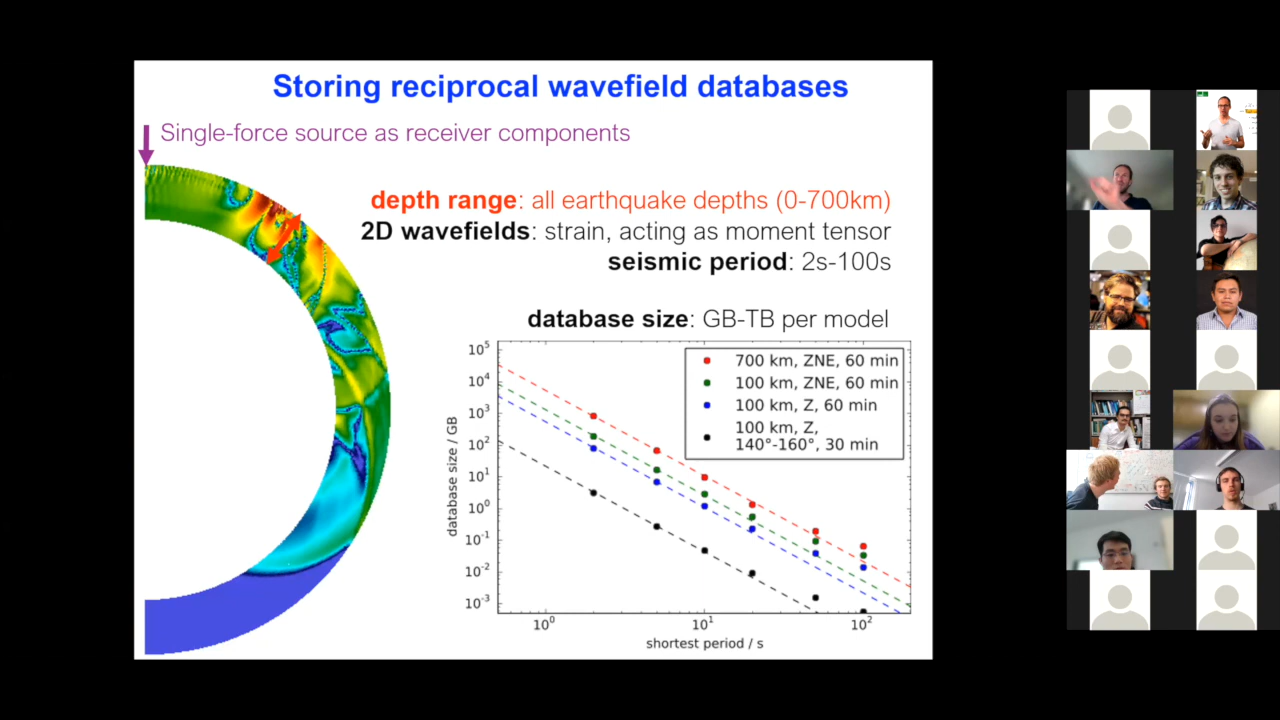 Storing reciprocal wavefield databases
Single-force source as receiver components
depth range: all earthquake depths (0-700km)
2D wavefields: strain, acting as moment tensor
seismic period: 2s-100s
database size: GB-TB per model
10⁵
10⁴
10³
10²
10¹
10⁰
10⁻¹
10⁻²
10⁻³
database size / GB
700 km, ZNE, 60 min
100 km, ZNE, 60 min
100 km, Z, 60 min
100 km, Z,
140°-160°, 30 min
10⁰ 10¹ 10²
shortest period / s